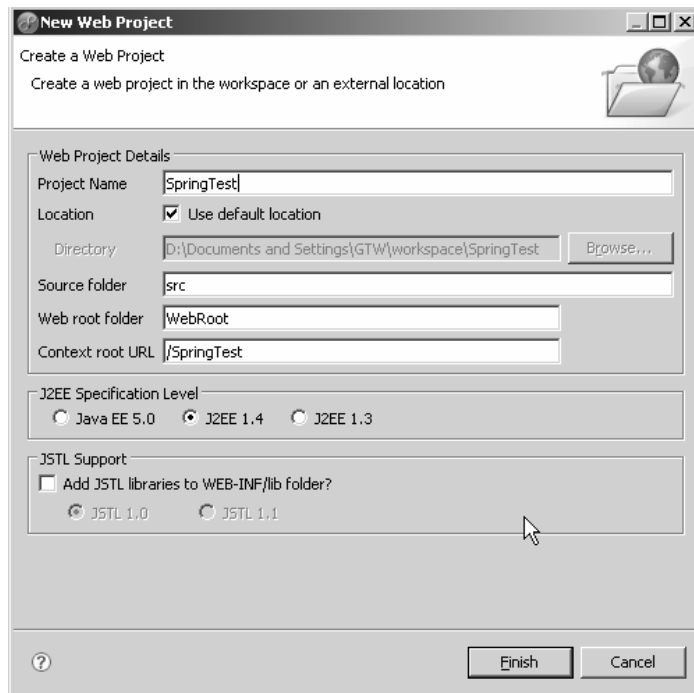 New Web Project
Create a Web Project
Create a web project in the workspace or an external location
Web Project Details
Project Name SpringTest
Location Use default location
Directory D:\Documents and Settings\GTW\workspace\SpringTest Browse...
Source folder src
Web root folder WebRoot
Context root URL /SpringTest
J2EE Specification Level
Java EE 5.0 J2EE 1.4 J2EE 1.3
JSTL Support
Add JSTL libraries to WEB-INF/lib folder?
JSTL 1.0 JSTL 1.1
? Finish Cancel